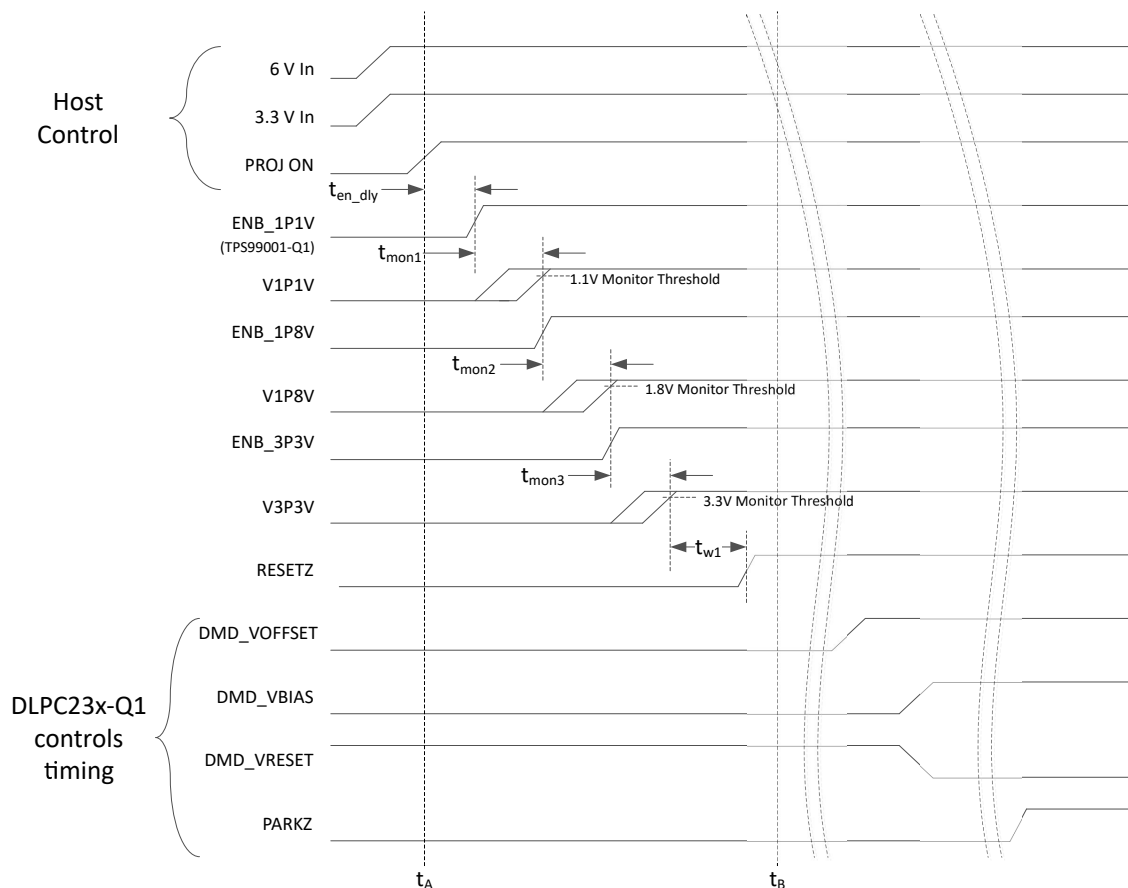 Host
Control
6 V In
3.3 V In
PROJ ON
t_en_dly
ENB_1P1V
(TPS99001-Q1)
t_mon1
V1P1V
1.1V Monitor Threshold
ENB_1P8V
t_mon2
V1P8V
1.8V Monitor Threshold
ENB_3P3V
t_mon3
V3P3V
3.3V Monitor Threshold
t_w1
RESETZ
DMD_VOFFSET
DLPC23x-Q1
controls
timing
DMD_VBIAS
DMD_VRESET
PARKZ
t_A
t_B